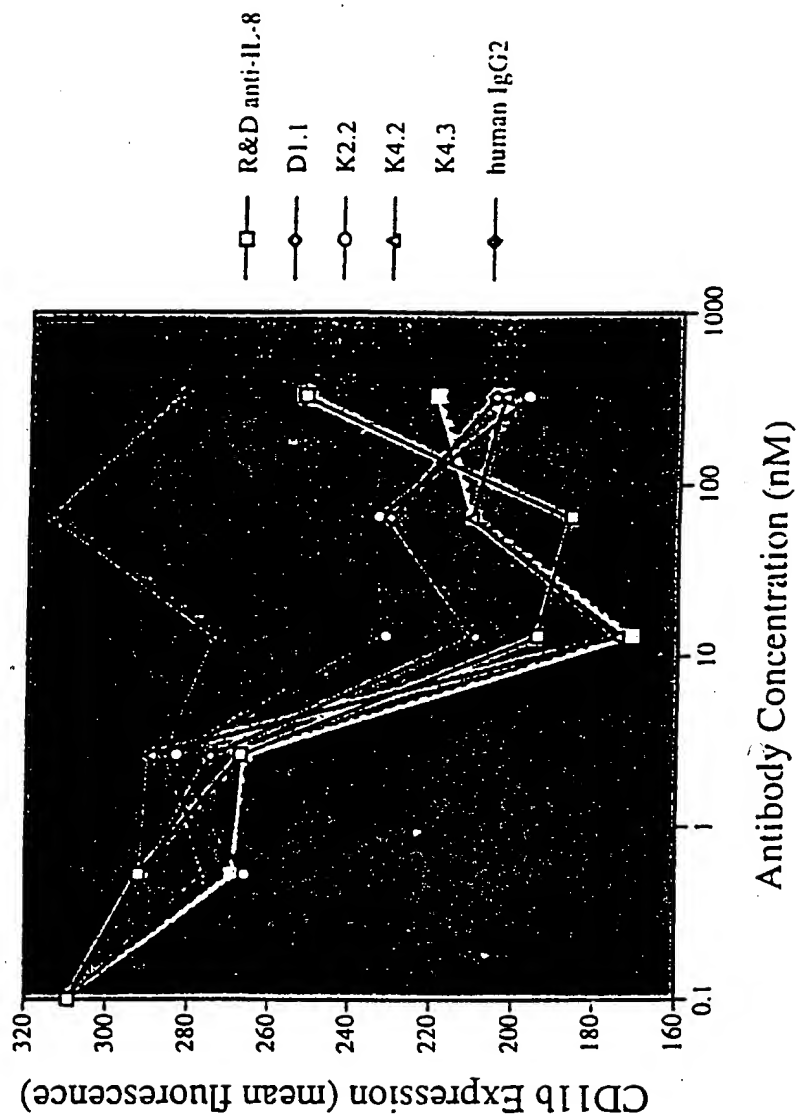 CD11b Expression (mean fluorescence)
320
300
280
260
240
220
200
180
160
0.1
1
10
100
1000
Antibody Concentration (nM)
R&D anti-IL-8
D1.1
K2.2
K4.2
K4.3
human IgG2